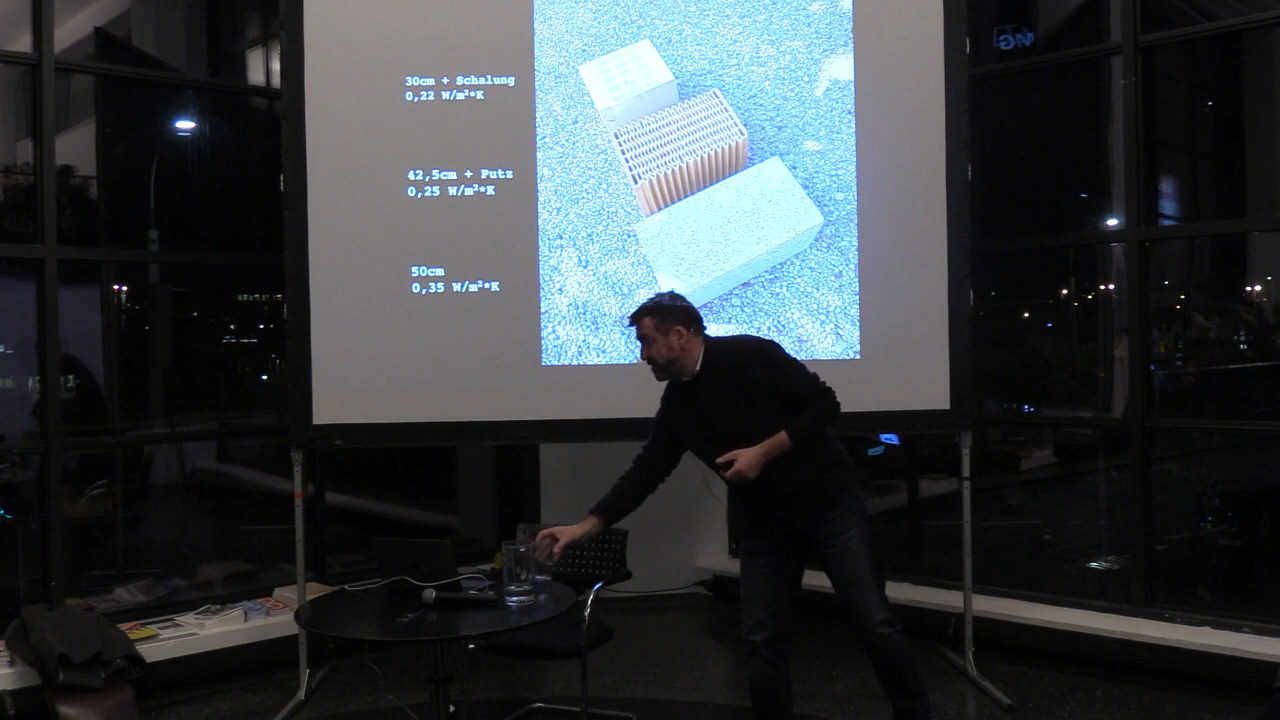 30cm + Schalung
0,22 W/m²*K
42,5cm + Putz
0,25 W/m²*K
50cm
0,35 W/m²*K